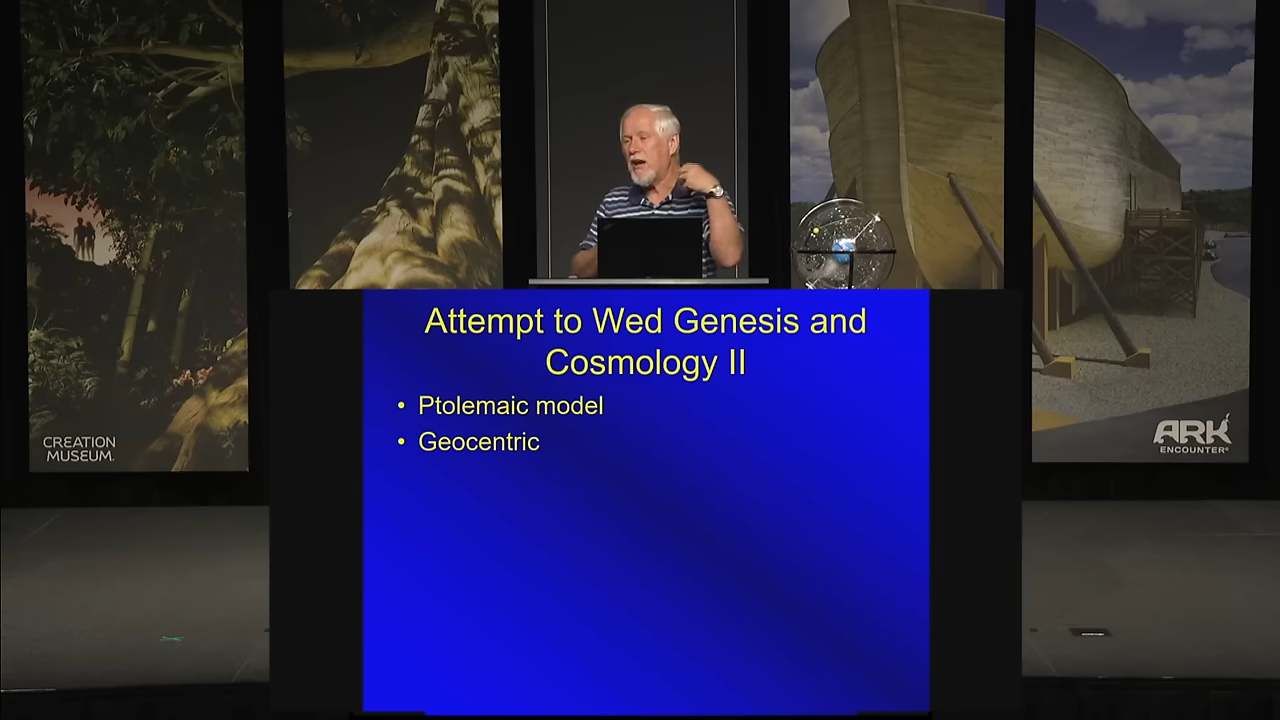 Attempt to Wed Genesis and
Cosmology II
• Ptolemaic model
• Geocentric
CREATION
MUSEUM.
ARK
ENCOUNTER®